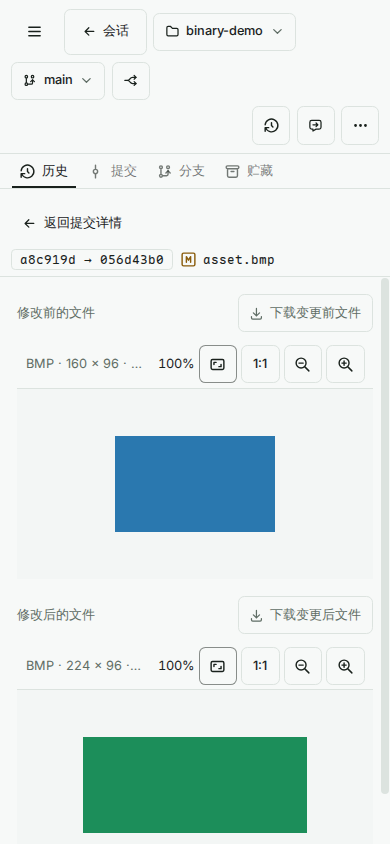 会话
binary-demo
main
历史
提交
分支
贮藏
返回提交详情
a8c919d → 056d43b0
M asset.bmp
修改前的文件
下载变更前文件
BMP · 160 × 96 · ...
100%
1:1
修改后的文件
下载变更后文件
BMP · 224 × 96 ·...
100%
1:1